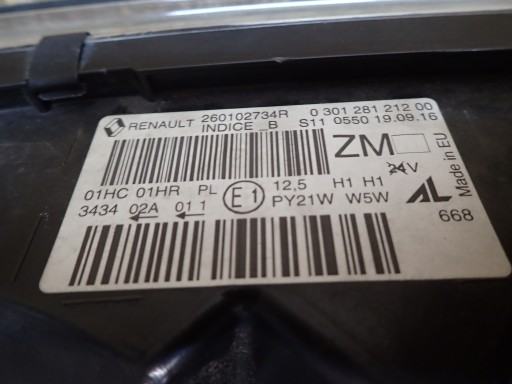 RENAULT 260102734R 0 301 281 212 00
INDICE_B S11 0550 19.09.16
ZM 24V
01HC 01HR PL E1 12,5 H1 H1
3434 02A 01 1 PY21W W5W AL
668
Made in EU